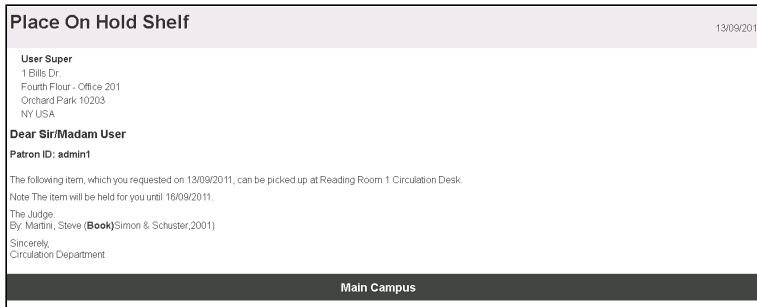 Place On Hold Shelf
13/09/201
User Super
1 Bills Dr.
Fourth Flour - Office 201
Orchard Park 10203
NY USA
Dear Sir/Madam User
Patron ID: admin1
The following item, which you requested on 13/09/2011, can be picked up at Reading Room 1 Circulation Desk.
Note The item will be held for you until 16/09/2011.
The Judge.
By: Martini, Steve (Book)Simon & Schuster,2001)
Sincerely,
Circulation Department
Main Campus